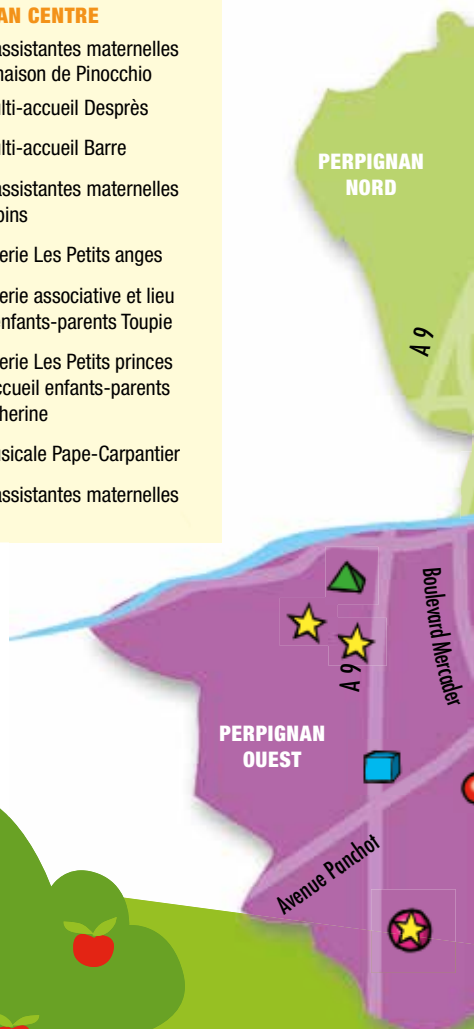 AN CENTRE
assistantes maternelles
naison de Pinocchio
lti-accueil Desprès
lti-accueil Barre
assistantes maternelles
pins
erie Les Petits anges
erie associative et lieu
enfants-parents Toupie
erie Les Petits princes
ccueil enfants-parents
herine
sicale Pape-Carpantier
assistantes maternelles
PERPIGNAN
NORD
A 9
Boulevard Mercader
A 9
PERPIGNAN
OUEST
Avenue Panchot